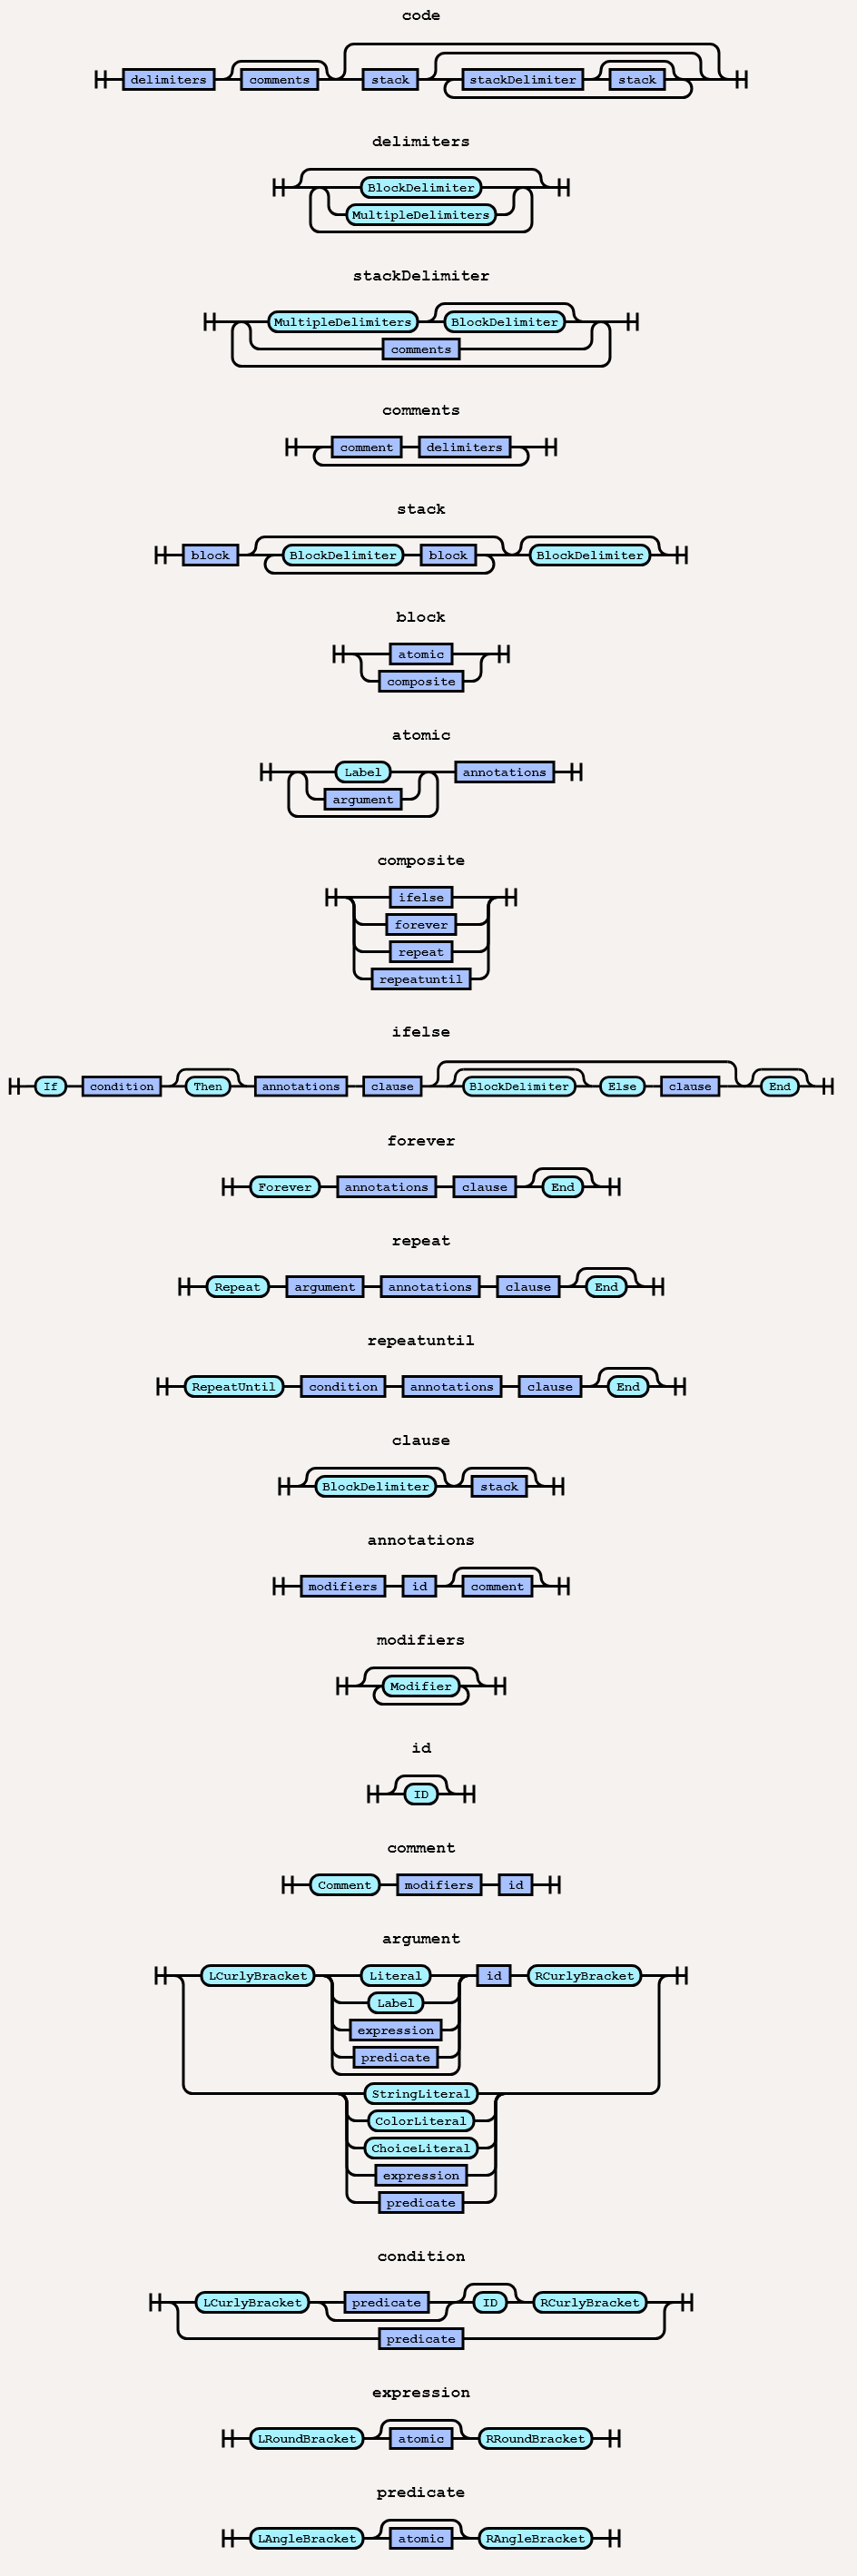 code
delimiters comments stack stackDelimiter stack
delimiters
BlockDelimiter
MultipleDelimiters
stackDelimiter
MultipleDelimiters BlockDelimiter
comments
comments
comment delimiters
stack
block BlockDelimiter block BlockDelimiter
block
atomic
composite
atomic
Label annotations
argument
composite
ifelse
forever
repeat
repeatuntil
ifelse
If condition Then annotations clause BlockDelimiter Else clause End
forever
Forever annotations clause End
repeat
Repeat argument annotations clause End
repeatuntil
RepeatUntil condition annotations clause End
clause
BlockDelimiter stack
annotations
modifiers id comment
modifiers
Modifier
id
ID
comment
Comment modifiers id
argument
LCurlyBracket Literal id RCurlyBracket
Label
expression
predicate
StringLiteral
ColorLiteral
ChoiceLiteral
expression
predicate
condition
LCurlyBracket predicate ID RCurlyBracket
predicate
expression
LRoundBracket atomic RRoundBracket
predicate
LAngleBracket atomic RAngleBracket